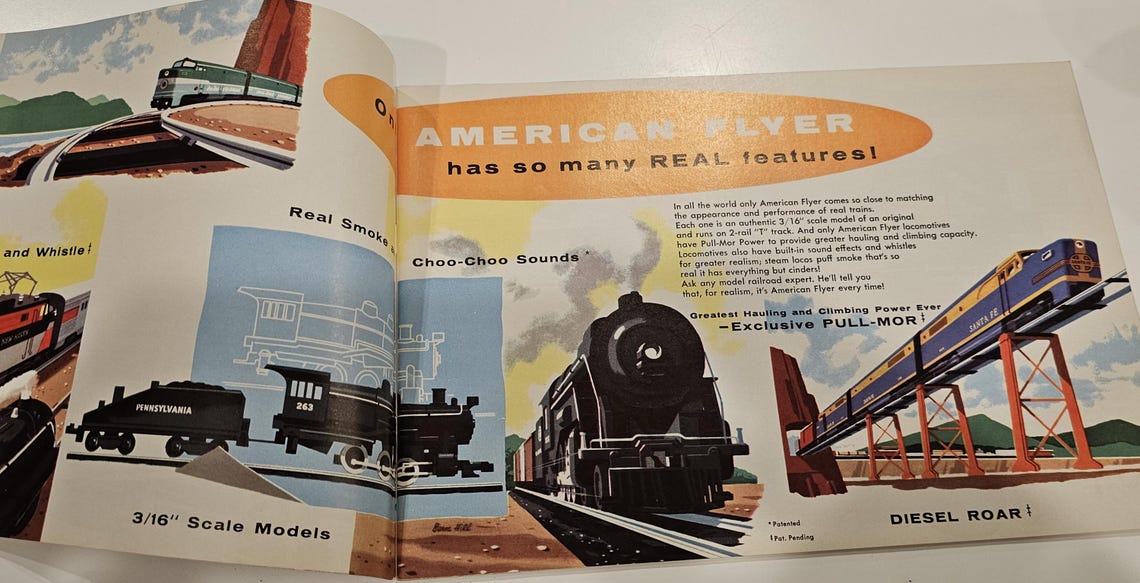 On
AMERICAN FLYER
has so many REAL features!
and Whistle‡
NEW HAVEN
Real Smoke
Choo-Choo Sounds*
In all the world only American Flyer comes so close to matching
the appearance and performance of real trains.
Each one is an authentic 3/16" scale model of an original
and runs on 2-rail "T" track. And only American Flyer locomotives
have Pull-Mor Power to provide greater hauling and climbing capacity.
Locomotives also have built-in sound effects and whistles
for greater realism; steam locos puff smoke that's so
real it has everything but cinders!
Ask any model railroad expert. He'll tell you
that, for realism, it's American Flyer every time!
Greatest Hauling and Climbing Power Ever
—Exclusive PULL-MOR‡
SANTA FE
SANTA FE
PENNSYLVANIA
263
3/16" Scale Models
*Patented
‡Pat. Pending
DIESEL ROAR‡